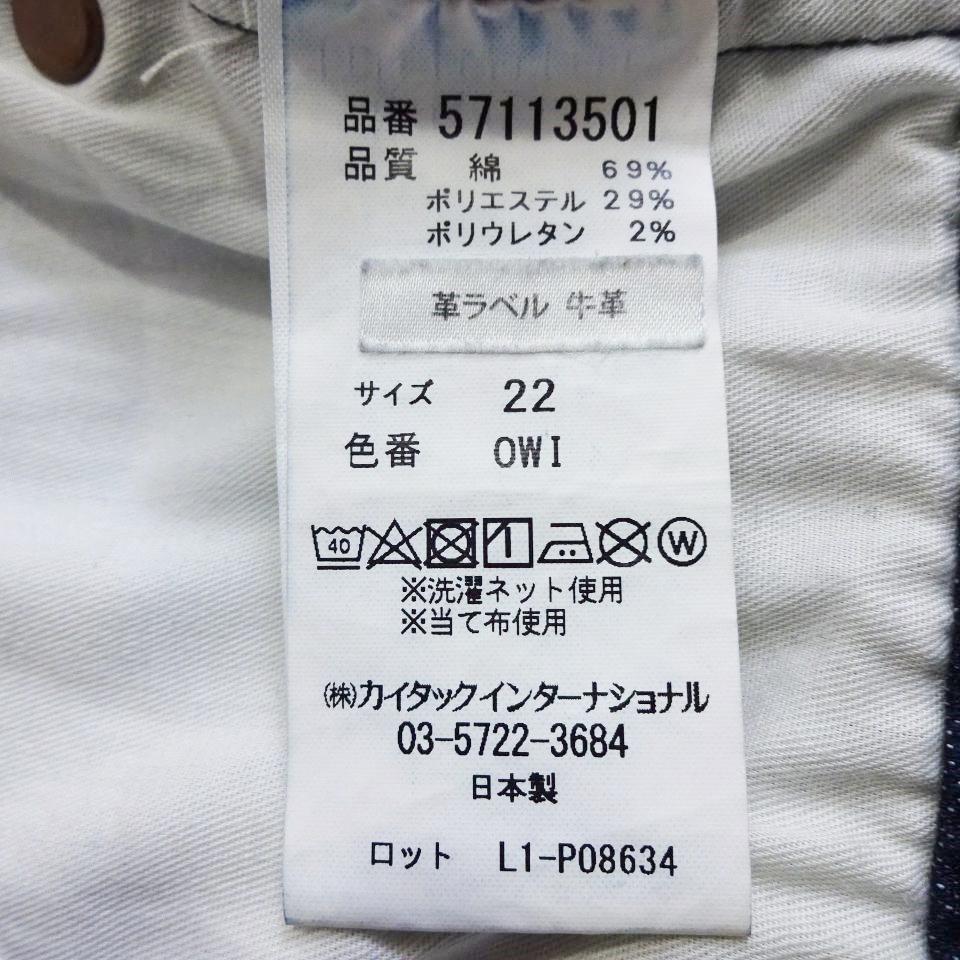 品番 57113501
品質 綿 69%
ポリエステル 29%
ポリウレタン 2%
革ラベル 牛革
サイズ 22
色番 OWI
40 W
※洗濯ネット使用
※当て布使用
㈱カイタックインターナショナル
03-5722-3684
日本製
ロット L1-P08634